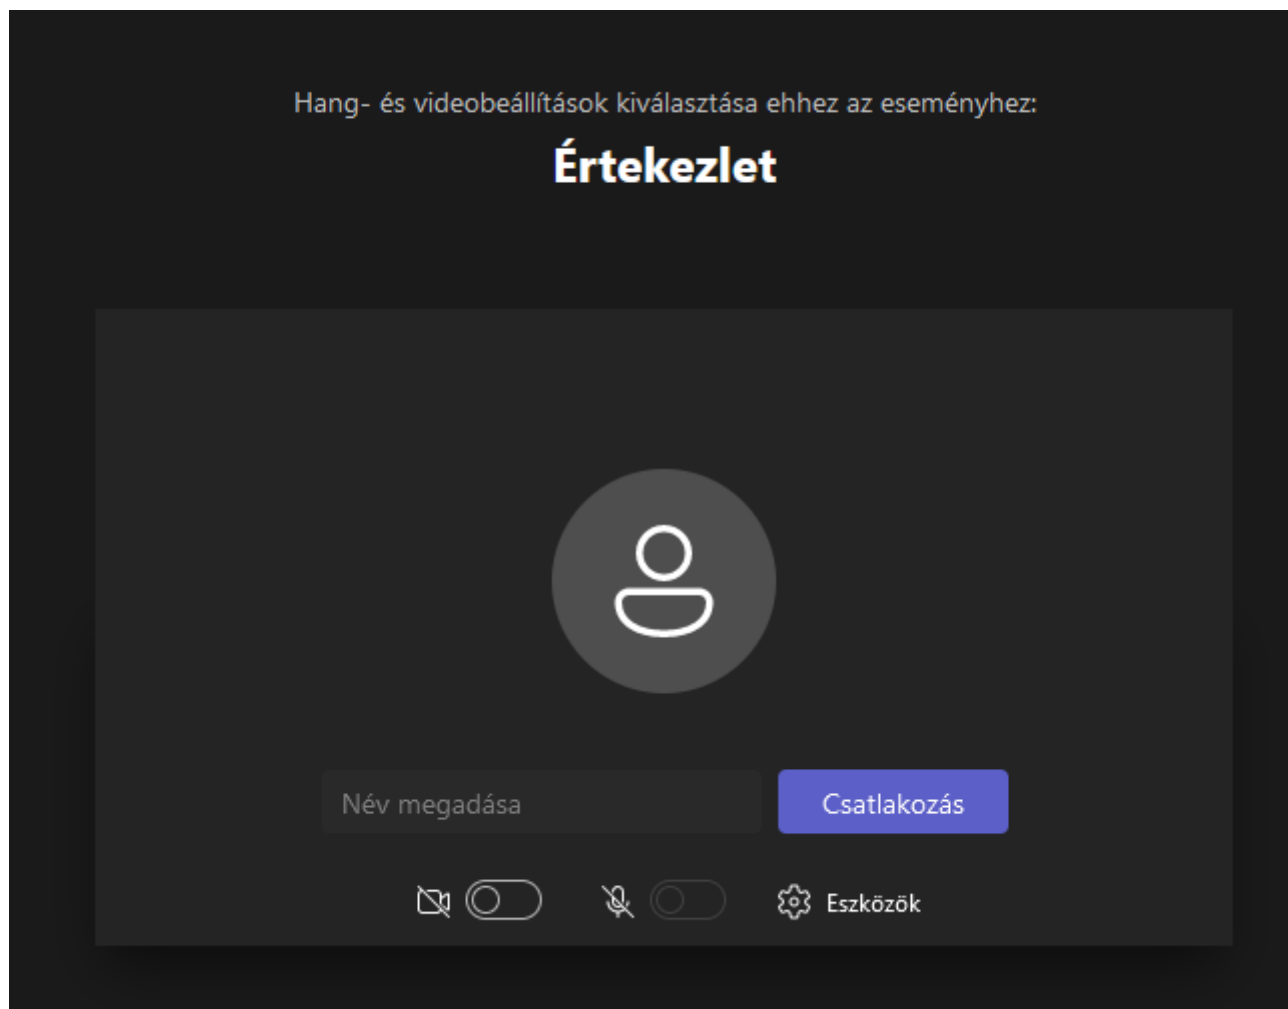 Hang- és videobeállítások kiválasztása ehhez az eseményhez:
Értekezlet
Név megadása
Csatlakozás
Eszközök